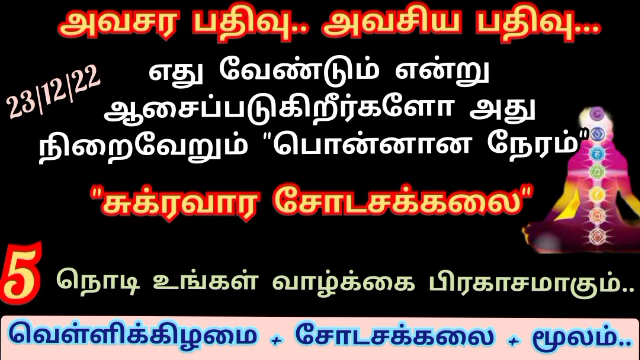 அவசர பதிவு.. அவசிய பதிவு...
23/12/22
எது வேண்டும் என்று
ஆசைப்படுகிறீர்களோ அது
நிறைவேறும் "பொன்னான நேரம்"
"சுக்ரவார சோடசக்கலை"
5 நொடி உங்கள் வாழ்க்கை பிரகாசமாகும்..
வெள்ளிக்கிழமை + சோடசக்கலை + மூலம்..